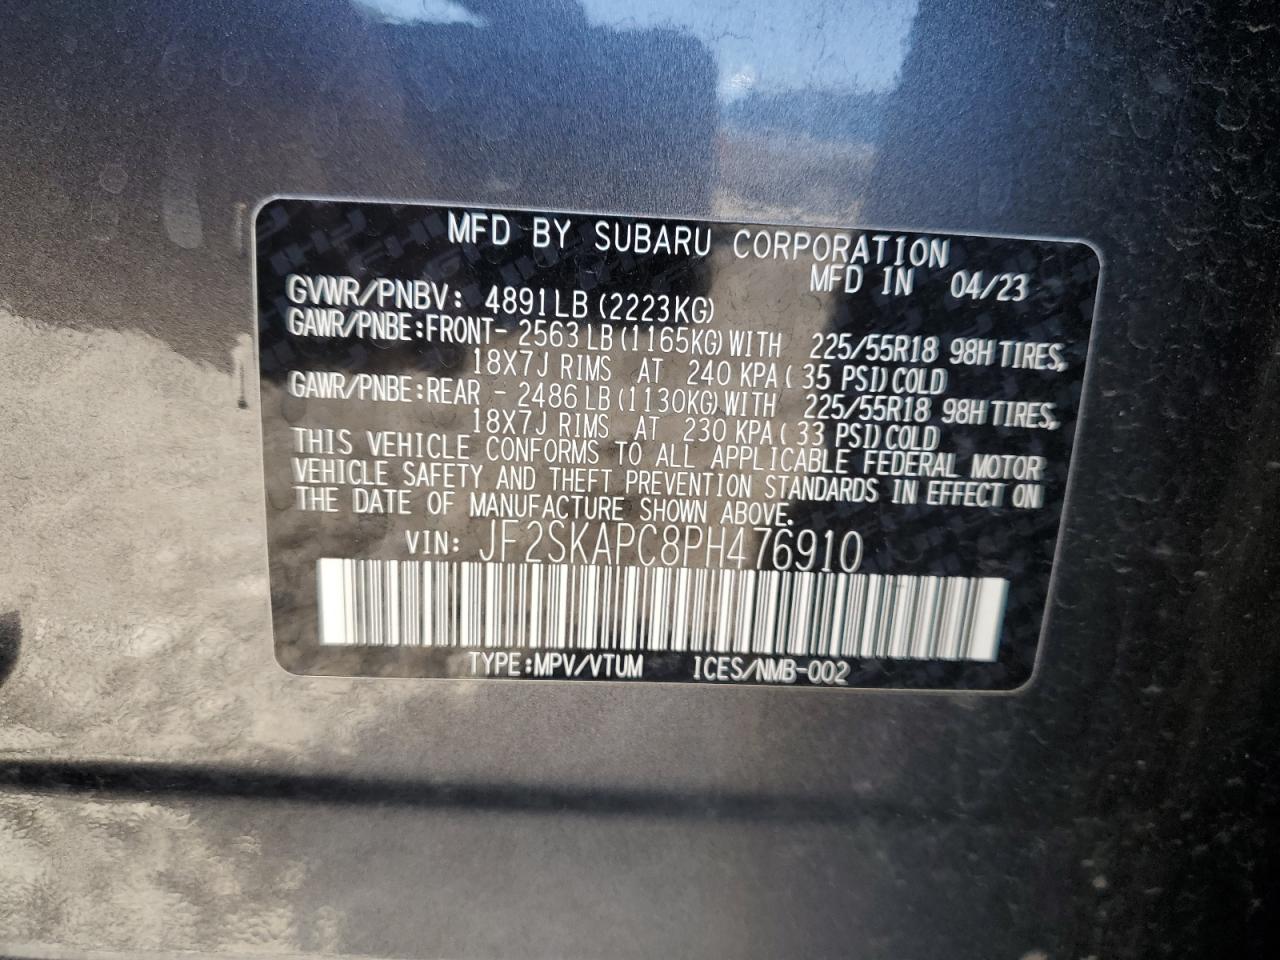 MFD BY SUBARU CORPORATION
MFD IN 04/23
GVWR/PNBV: 4891LB (2223KG)
GAWR/PNBE:FRONT- 2563 LB (1165KG) WITH 225/55R18 98H TIRES,
18X7J RIMS AT 240 KPA ( 35 PSI) COLD
GAWR/PNBE:REAR - 2486 LB (1130KG) WITH 225/55R18 98H TIRES,
18X7J RIMS AT 230 KPA ( 33 PSI) COLD
THIS VEHICLE CONFORMS TO ALL APPLICABLE FEDERAL MOTOR
VEHICLE SAFETY AND THEFT PREVENTION STANDARDS IN EFFECT ON
THE DATE OF MANUFACTURE SHOWN ABOVE.
VIN: JF2SKAPC8PH476910
TYPE:MPV/VTUM ICES/NMB-002